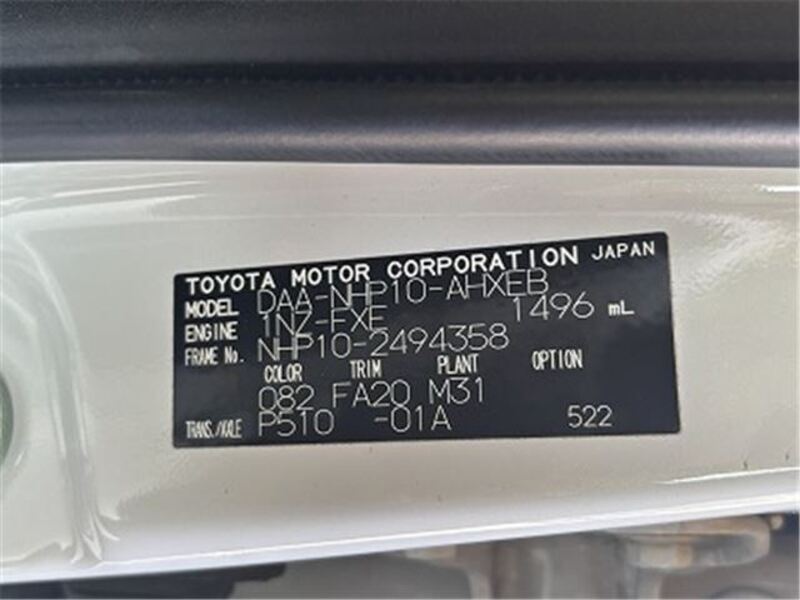 TOYOTA MOTOR CORPORATION JAPAN
MODEL DAA-NHP10-AHXEB
ENGINE 1NZ-FXE 1496 mL
FRAME No. NHP10-2494358
COLOR TRIM PLANT OPTION
082 FA20 M31
TRANS./AXLE P510 -01A 522